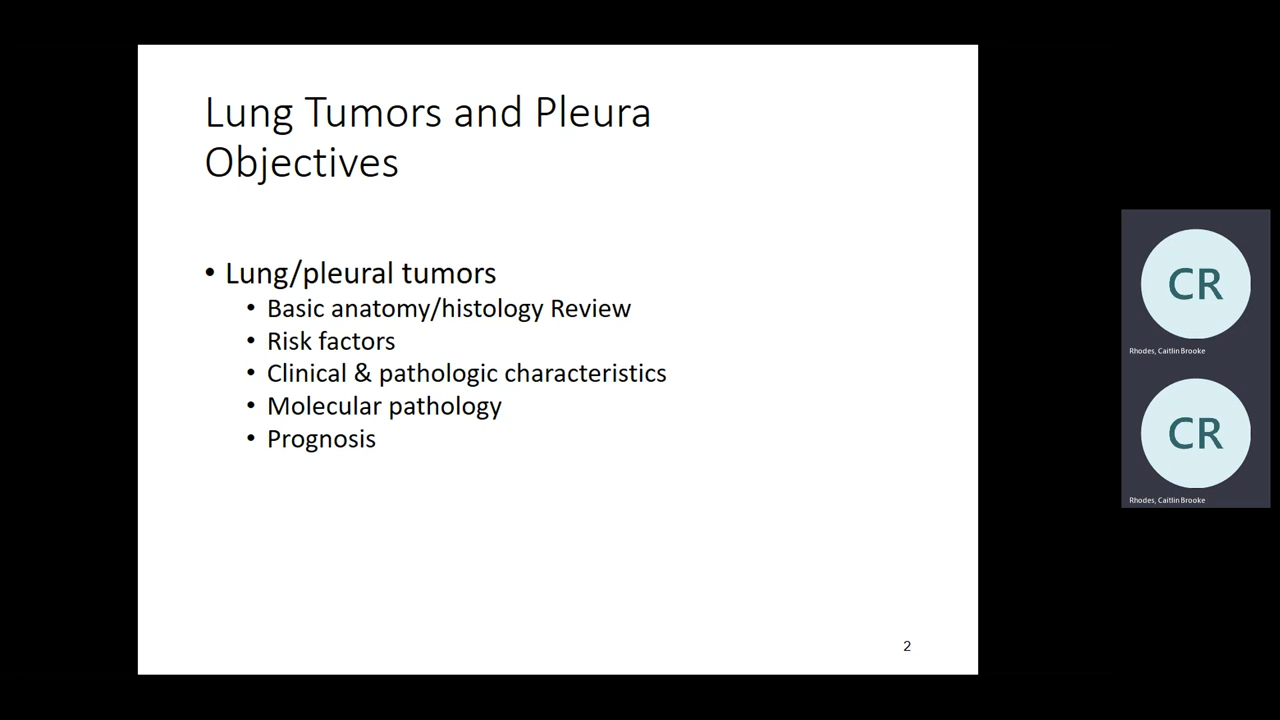 Lung Tumors and Pleura
Objectives
• Lung/pleural tumors
• Basic anatomy/histology Review
• Risk factors
• Clinical & pathologic characteristics
• Molecular pathology
• Prognosis
2
CR
Rhodes, Caitlin Brooke
CR
Rhodes, Caitlin Brooke